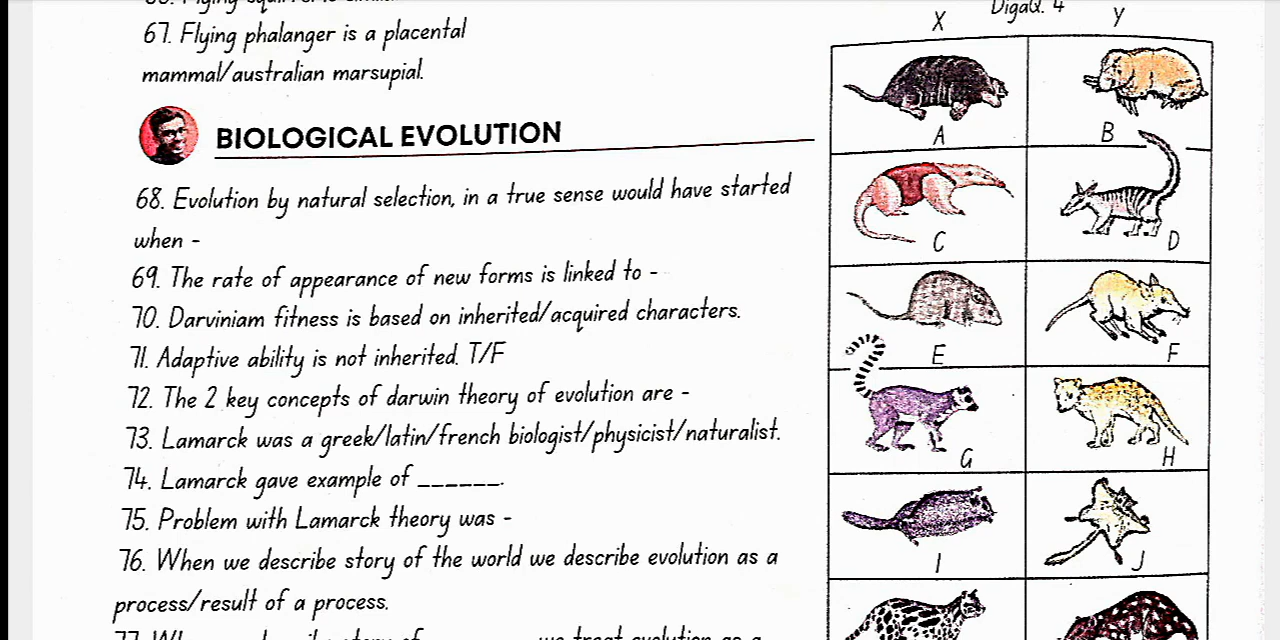 67. Flying phalanger is a placental
mammal/australian marsupial.
BIOLOGICAL EVOLUTION
68. Evolution by natural selection, in a true sense would have started
when -
69. The rate of appearance of new forms is linked to -
70. Darviniam fitness is based on inherited/acquired characters.
71. Adaptive ability is not inherited. T/F
72. The 2 key concepts of darwin theory of evolution are -
73. Lamarck was a greek/latin/french biologist/physicist/naturalist.
74. Lamarck gave example of ______.
75. Problem with Lamarck theory was -
76. When we describe story of the world we describe evolution as a
process/result of a process.
we treat evolution as a
4
X Y
A B
C D
E F
G H
I J